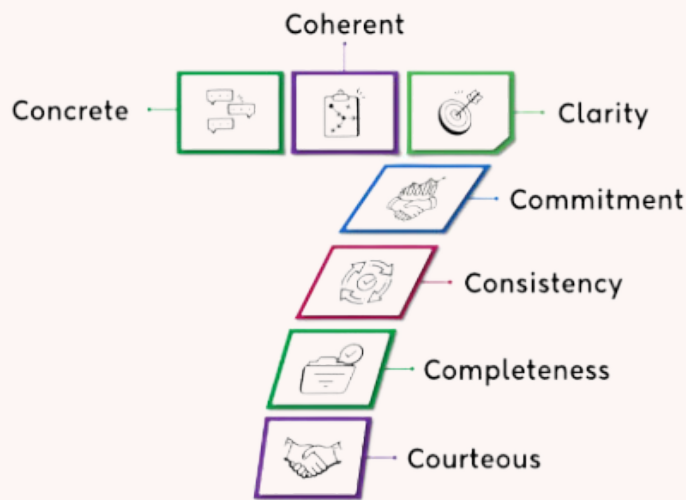 Coherent
Concrete
Clarity
Commitment
Consistency
Completeness
Courteous